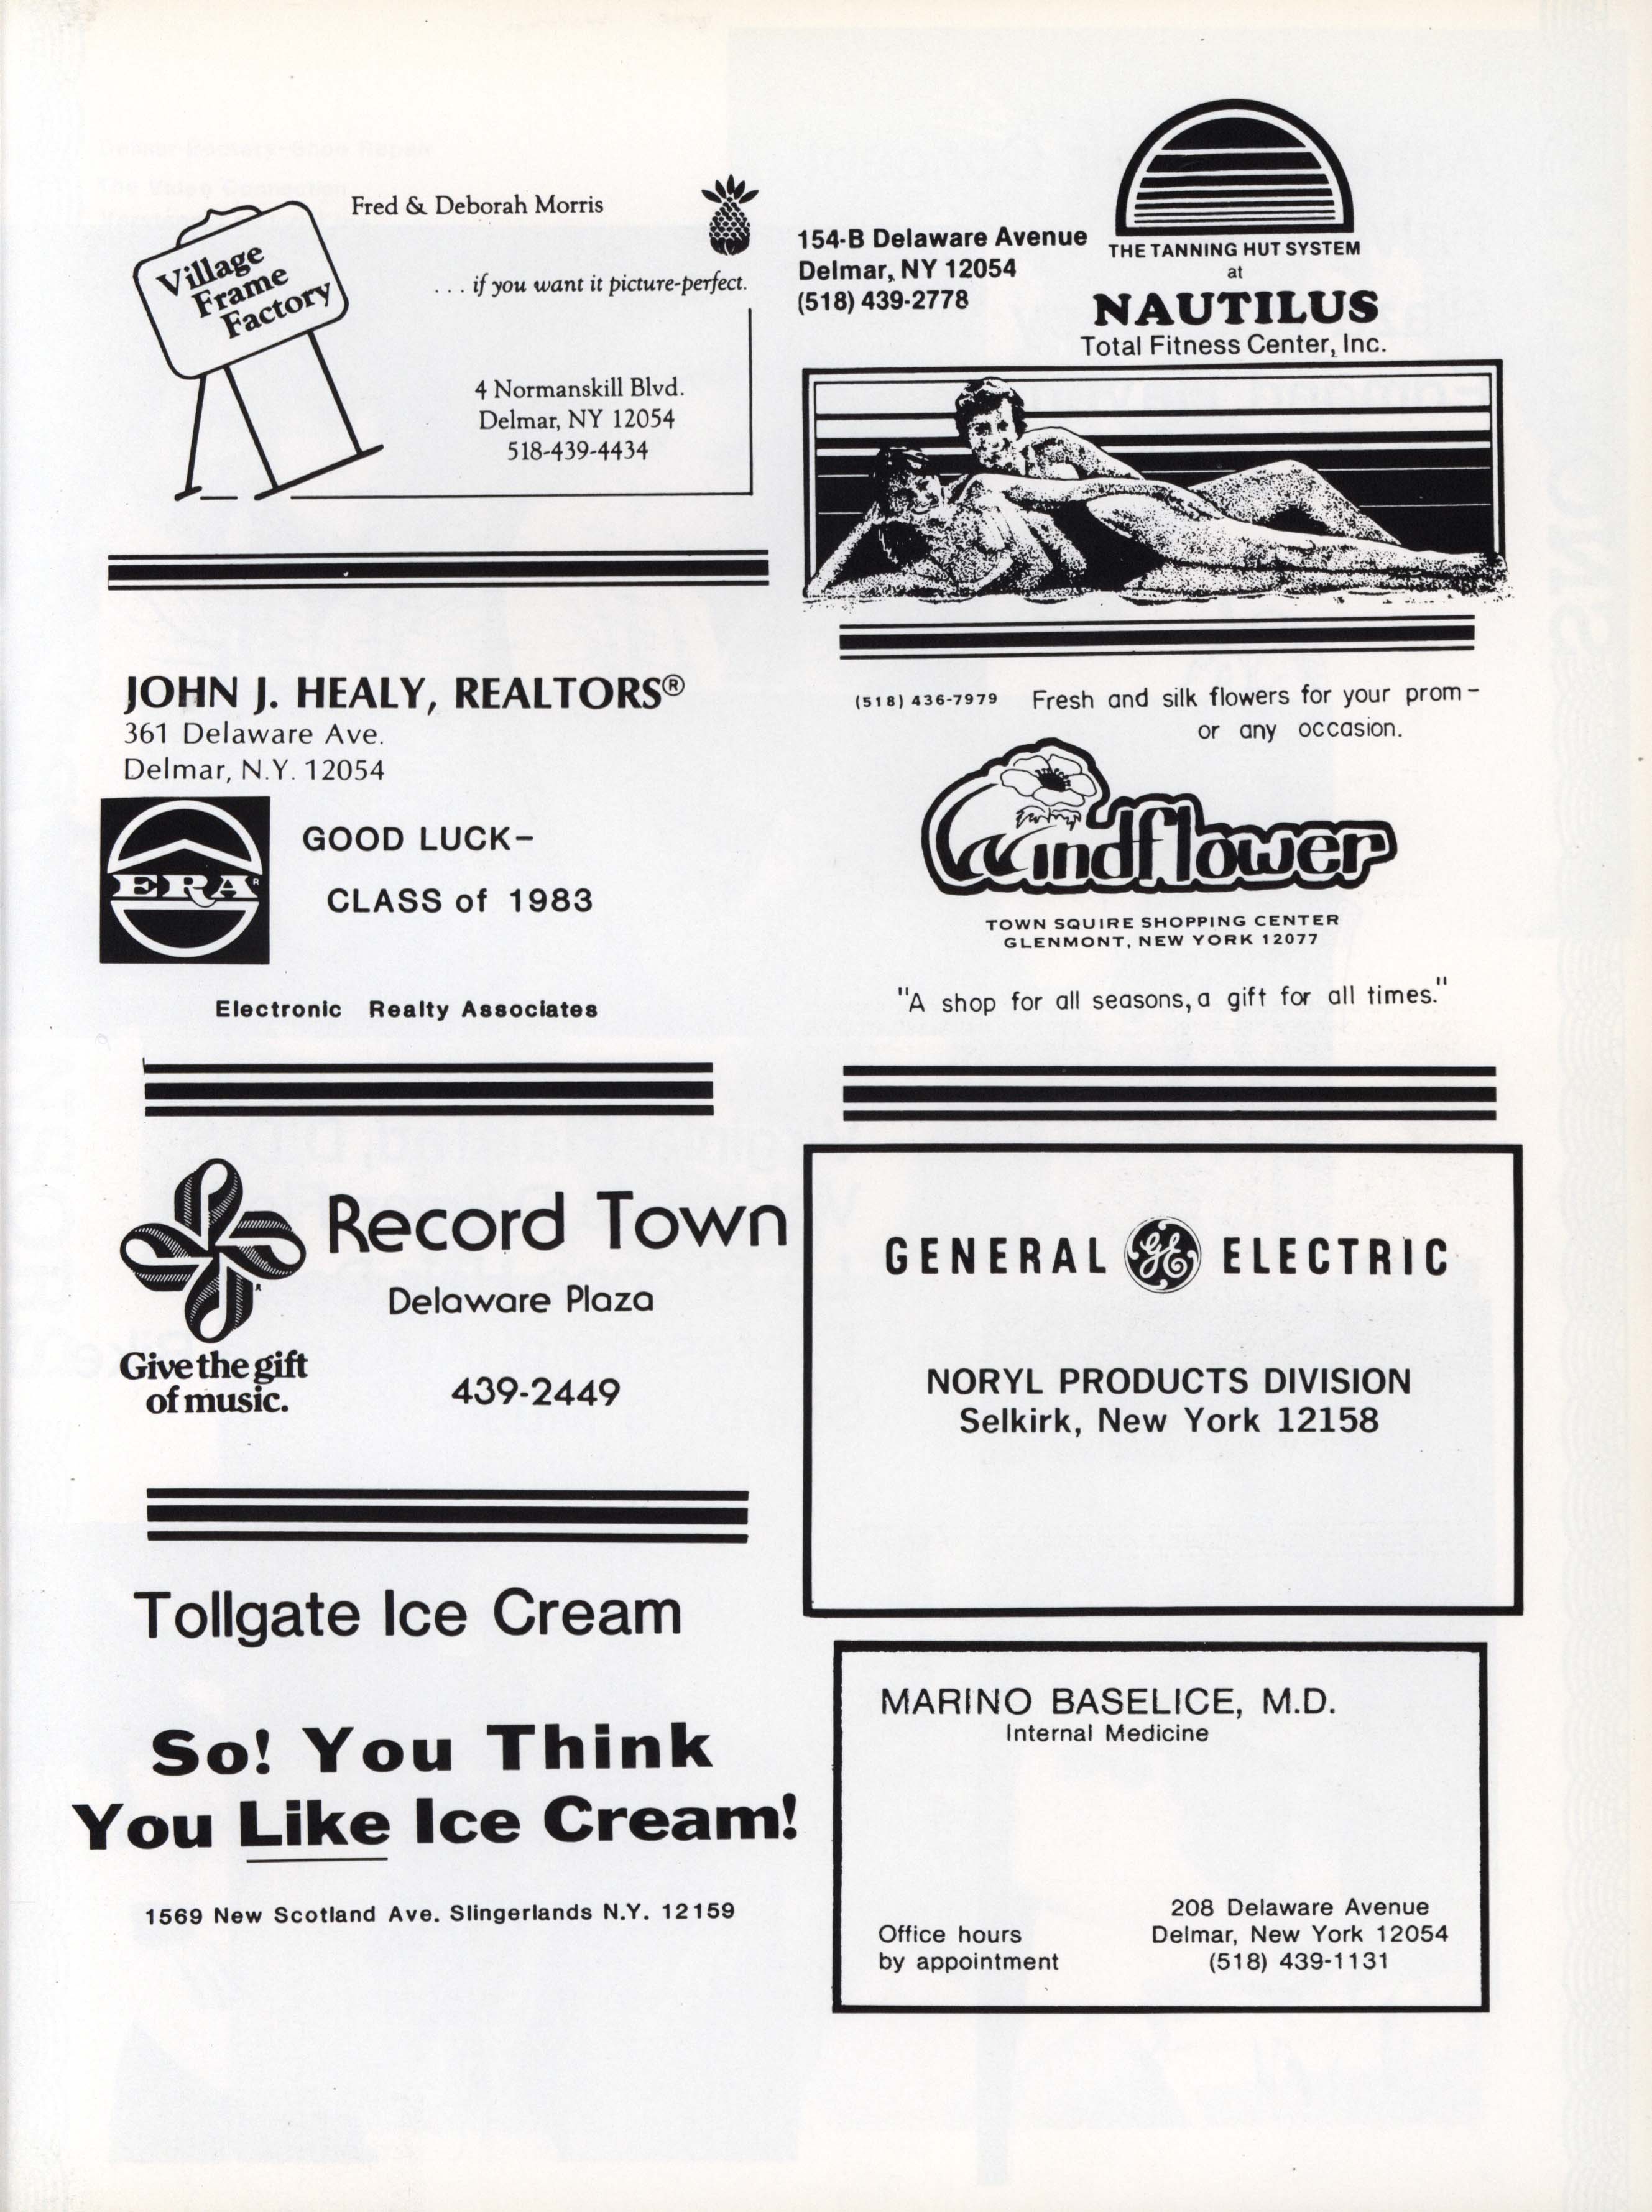 Village
Frame
Factory
Fred & Deborah Morris
. . . if you want it picture-perfect.
4 Normanskill Blvd.
Delmar, NY 12054
518-439-4434
154-B Delaware Avenue
Delmar, NY 12054
(518) 439-2778
THE TANNING HUT SYSTEM
at
NAUTILUS
Total Fitness Center, Inc.
JOHN J. HEALY, REALTORS®
361 Delaware Ave.
Delmar, N.Y. 12054
ERA®
GOOD LUCK-
CLASS of 1983
Electronic Realty Associates
(518) 436-7979 Fresh and silk flowers for your prom-
or any occasion.
Windflower
TOWN SQUIRE SHOPPING CENTER
GLENMONT, NEW YORK 12077
"A shop for all seasons, a gift for all times."
Record Town
Delaware Plaza
439-2449
Give the gift
of music.
GENERAL GE ELECTRIC
NORYL PRODUCTS DIVISION
Selkirk, New York 12158
Tollgate Ice Cream
So! You Think
You Like Ice Cream!
1569 New Scotland Ave. Slingerlands N.Y. 12159
MARINO BASELICE, M.D.
Internal Medicine
Office hours
by appointment
208 Delaware Avenue
Delmar, New York 12054
(518) 439-1131